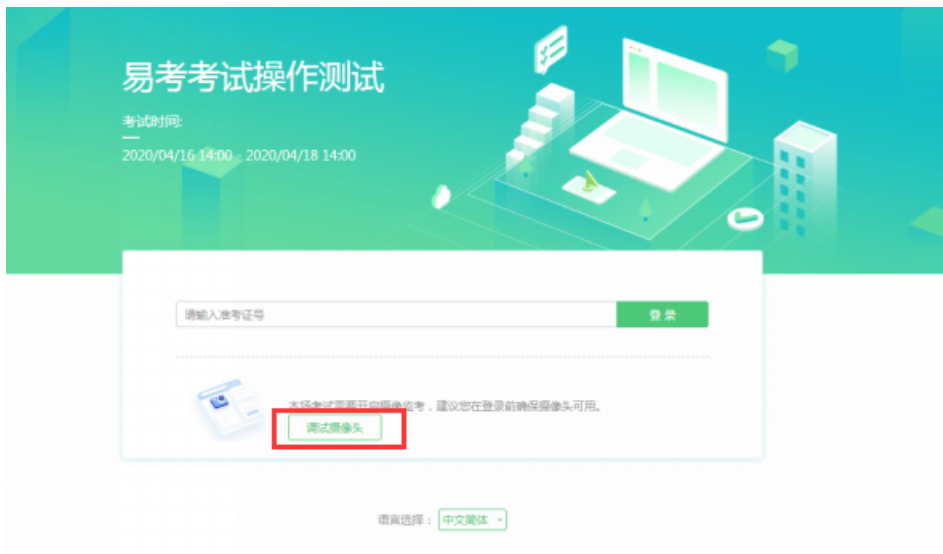 易考考试操作测试
考试时间:
2020/04/16 14:00 - 2020/04/18 14:00
请输入准考证号
登录
本场考试需要开启摄像监考，建议您在登录前确保摄像头可用。
调试摄像头
语言选择：
中文简体